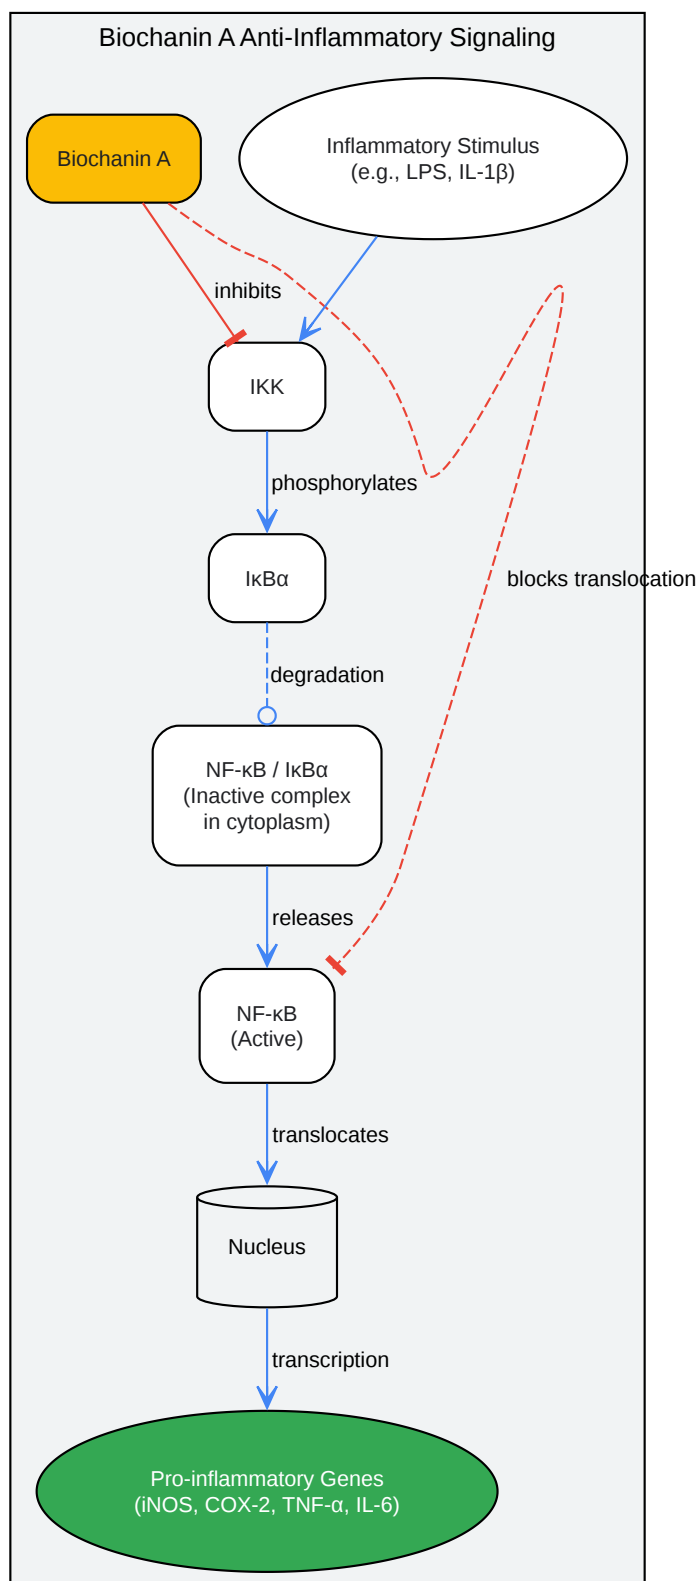 Biochanin A Anti-Inflammatory Signaling
Biochanin A
Inflammatory Stimulus
(e.g., LPS, IL-1β)
inhibits
IKK
phosphorylates
IκBα
blocks translocation
degradation
NF-κB / IκBα
(Inactive complex
in cytoplasm)
releases
NF-κB
(Active)
translocates
Nucleus
transcription
Pro-inflammatory Genes
(iNOS, COX-2, TNF-α, IL-6)